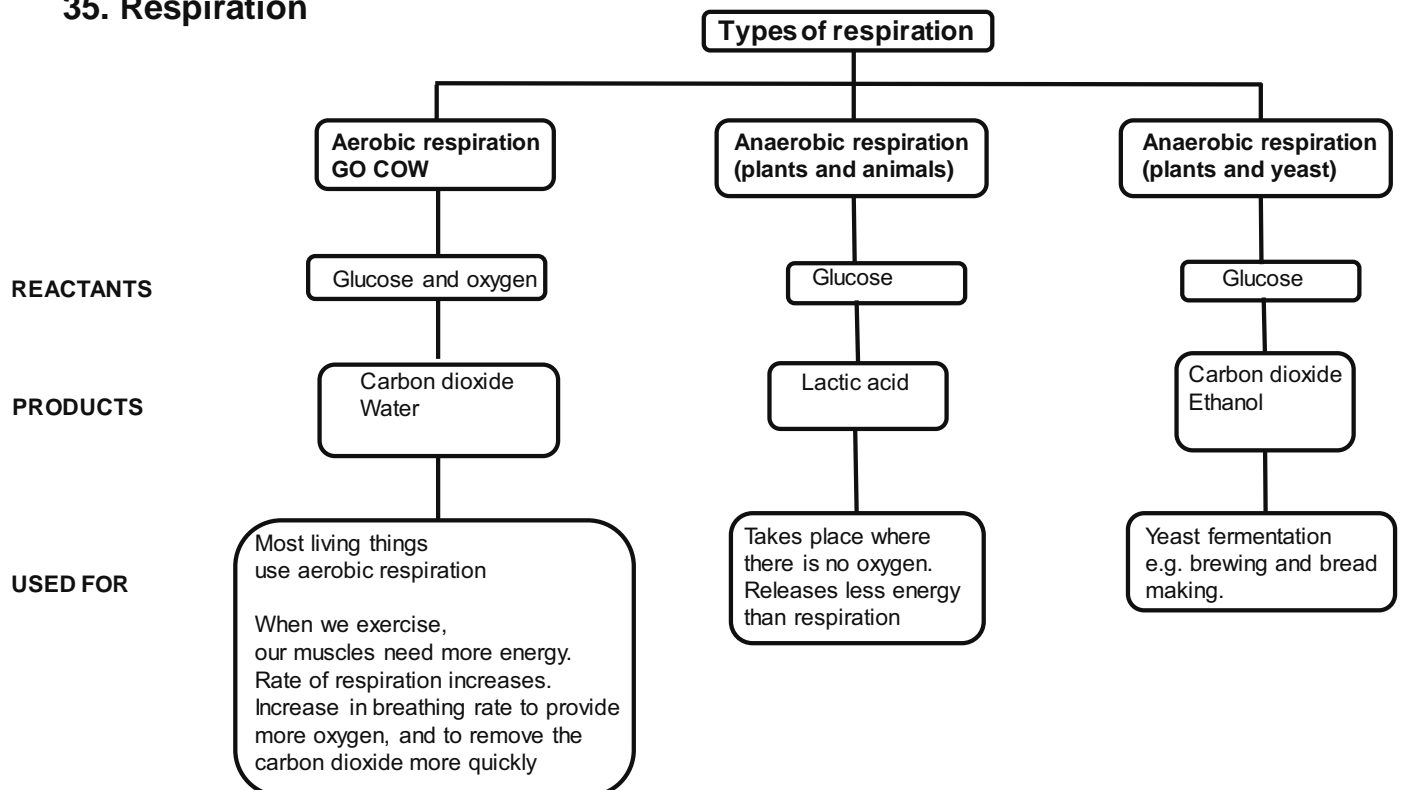 35. Respiration
Types of respiration
Aerobic respiration
GO COW
Anaerobic respiration
(plants and animals)
Anaerobic respiration
(plants and yeast)
REACTANTS
Glucose and oxygen
Glucose
Glucose
PRODUCTS
Carbon dioxide
Water
Lactic acid
Carbon dioxide
Ethanol
USED FOR
Most living things
use aerobic respiration
When we exercise,
our muscles need more energy.
Rate of respiration increases.
Increase in breathing rate to provide
more oxygen, and to remove the
carbon dioxide more quickly
Takes place where
there is no oxygen.
Releases less energy
than respiration
Yeast fermentation
e.g. brewing and bread
making.